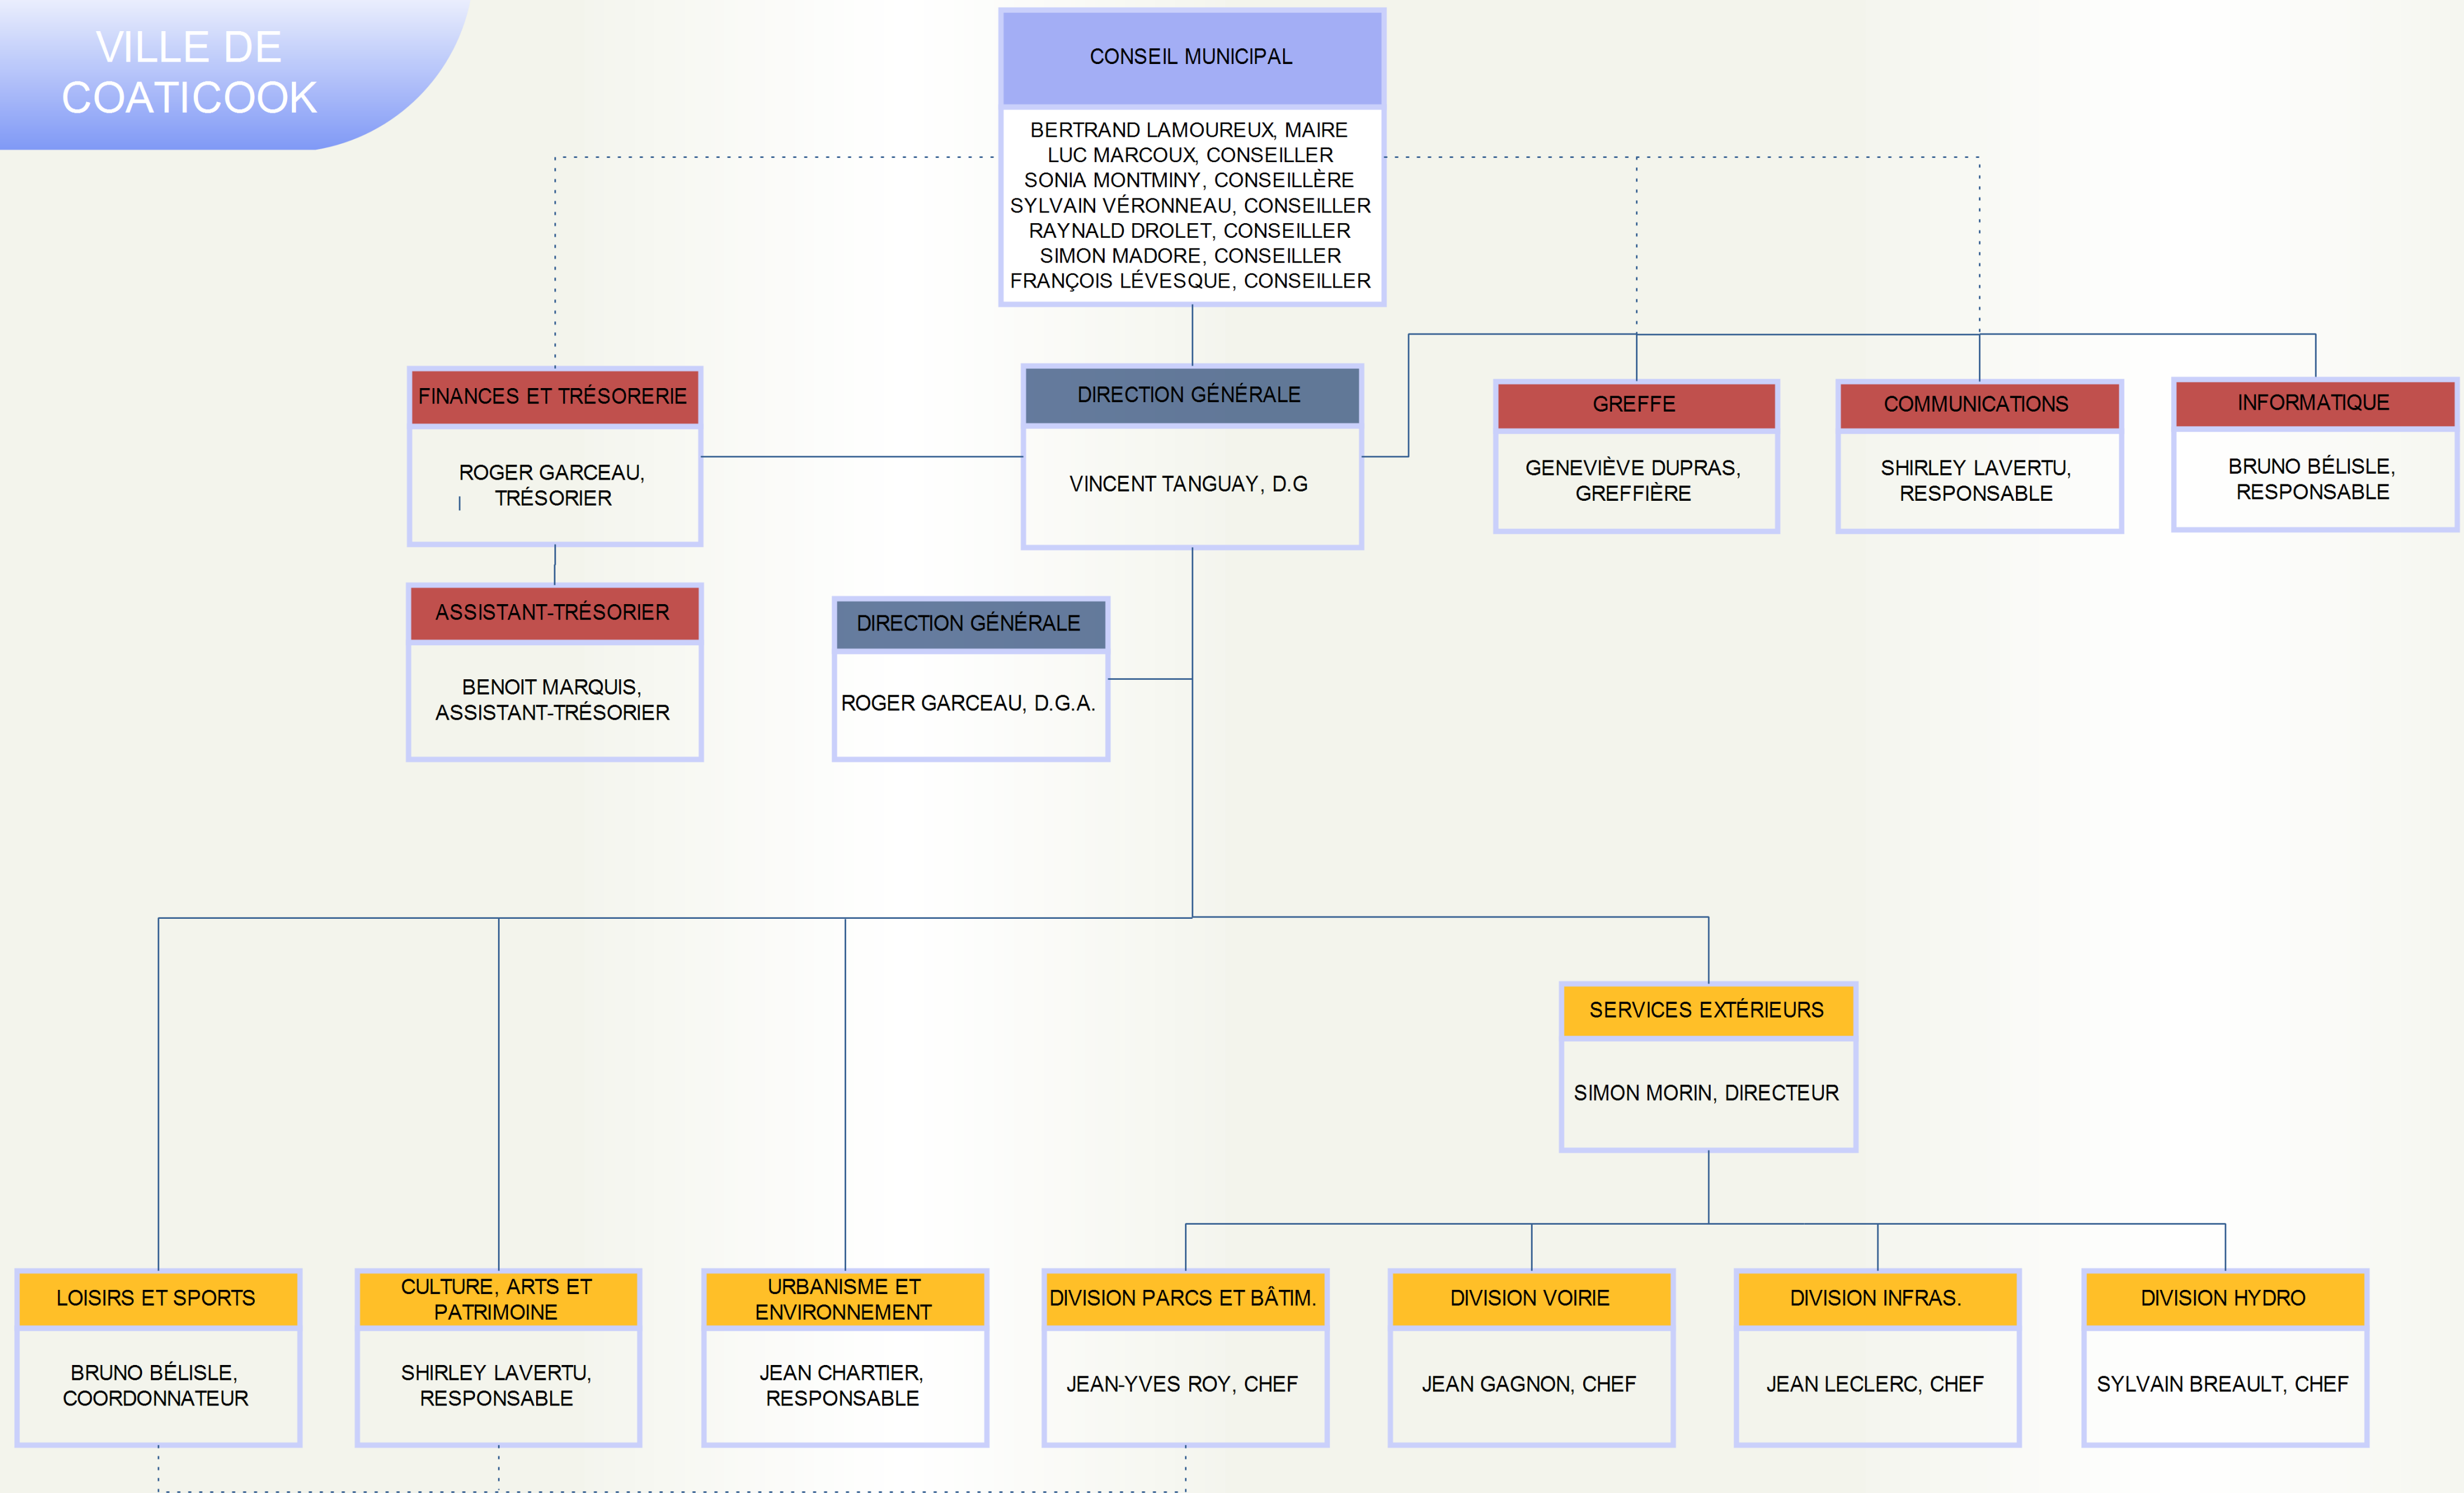 VILLE DE
COATICOOK
CONSEIL MUNICIPAL
BERTRAND LAMOUREUX, MAIRE
LUC MARCOUX, CONSEILLER
SONIA MONTMINY, CONSEILLÈRE
SYLVAIN VÉRONNEAU, CONSEILLER
RAYNALD DROLET, CONSEILLER
SIMON MADORE, CONSEILLER
FRANÇOIS LÉVESQUE, CONSEILLER
FINANCES ET TRÉSORERIE
ROGER GARCEAU,
TRÉSORIER
DIRECTION GÉNÉRALE
VINCENT TANGUAY, D.G
GREFFE
GENEVIÈVE DUPRAS,
GREFFIÈRE
COMMUNICATIONS
SHIRLEY LAVERTU,
RESPONSABLE
INFORMATIQUE
BRUNO BÉLISLE,
RESPONSABLE
ASSISTANT-TRÉSORIER
BENOIT MARQUIS,
ASSISTANT-TRÉSORIER
DIRECTION GÉNÉRALE
ROGER GARCEAU, D.G.A.
SERVICES EXTÉRIEURS
SIMON MORIN, DIRECTEUR
LOISIRS ET SPORTS
BRUNO BÉLISLE,
COORDONNATEUR
CULTURE, ARTS ET
PATRIMOINE
SHIRLEY LAVERTU,
RESPONSABLE
URBANISME ET
ENVIRONNEMENT
JEAN CHARTIER,
RESPONSABLE
DIVISION PARCS ET BÂTIM.
JEAN-YVES ROY, CHEF
DIVISION VOIRIE
JEAN GAGNON, CHEF
DIVISION INFRAS.
JEAN LECLERC, CHEF
DIVISION HYDRO
SYLVAIN BREAULT, CHEF